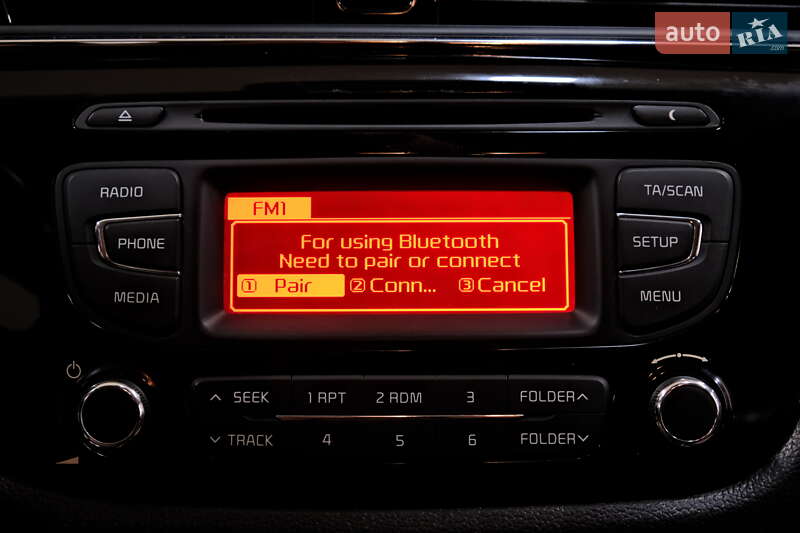 auto RIA
.com
RADIO
TA/SCAN
FM1
PHONE
For using Bluetooth
SETUP
Need to pair or connect
MEDIA
1 Pair 2 Conn... 3 Cancel
MENU
SEEK 1 RPT 2 RDM 3 FOLDER
TRACK 4 5 6 FOLDER